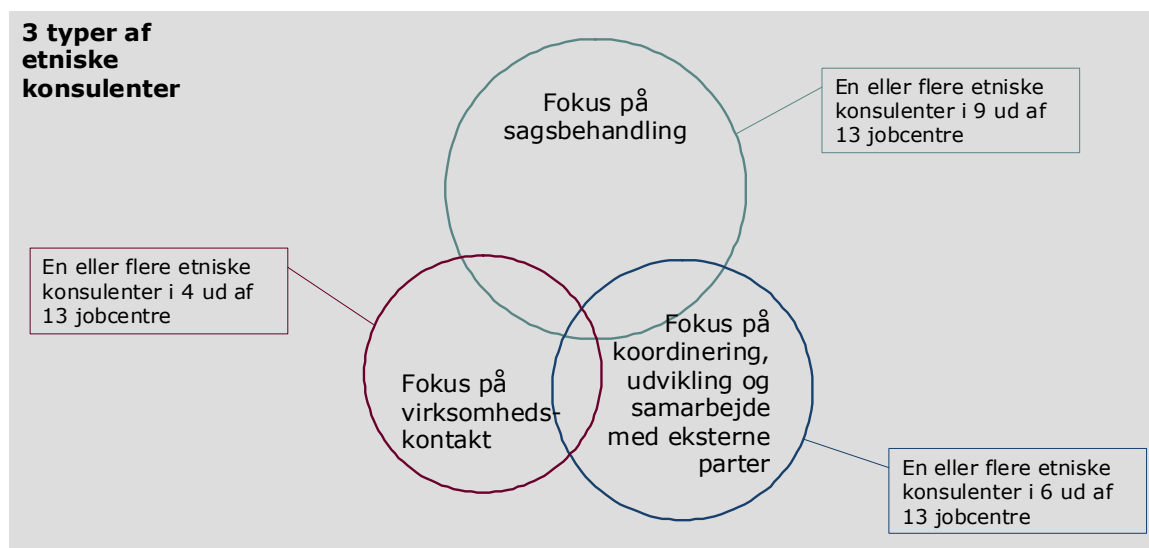 3 typer af
etniske
konsulenter
Fokus på
sagsbehandling
En eller flere etniske
konsulenter i 9 ud af
13 jobcentre
En eller flere etniske
konsulenter i 4 ud af
13 jobcentre
Fokus på
virksomheds-
kontakt
Fokus på
koordinering,
udvikling og
samarbejde
med eksterne
parter
En eller flere etniske
konsulenter i 6 ud af
13 jobcentre